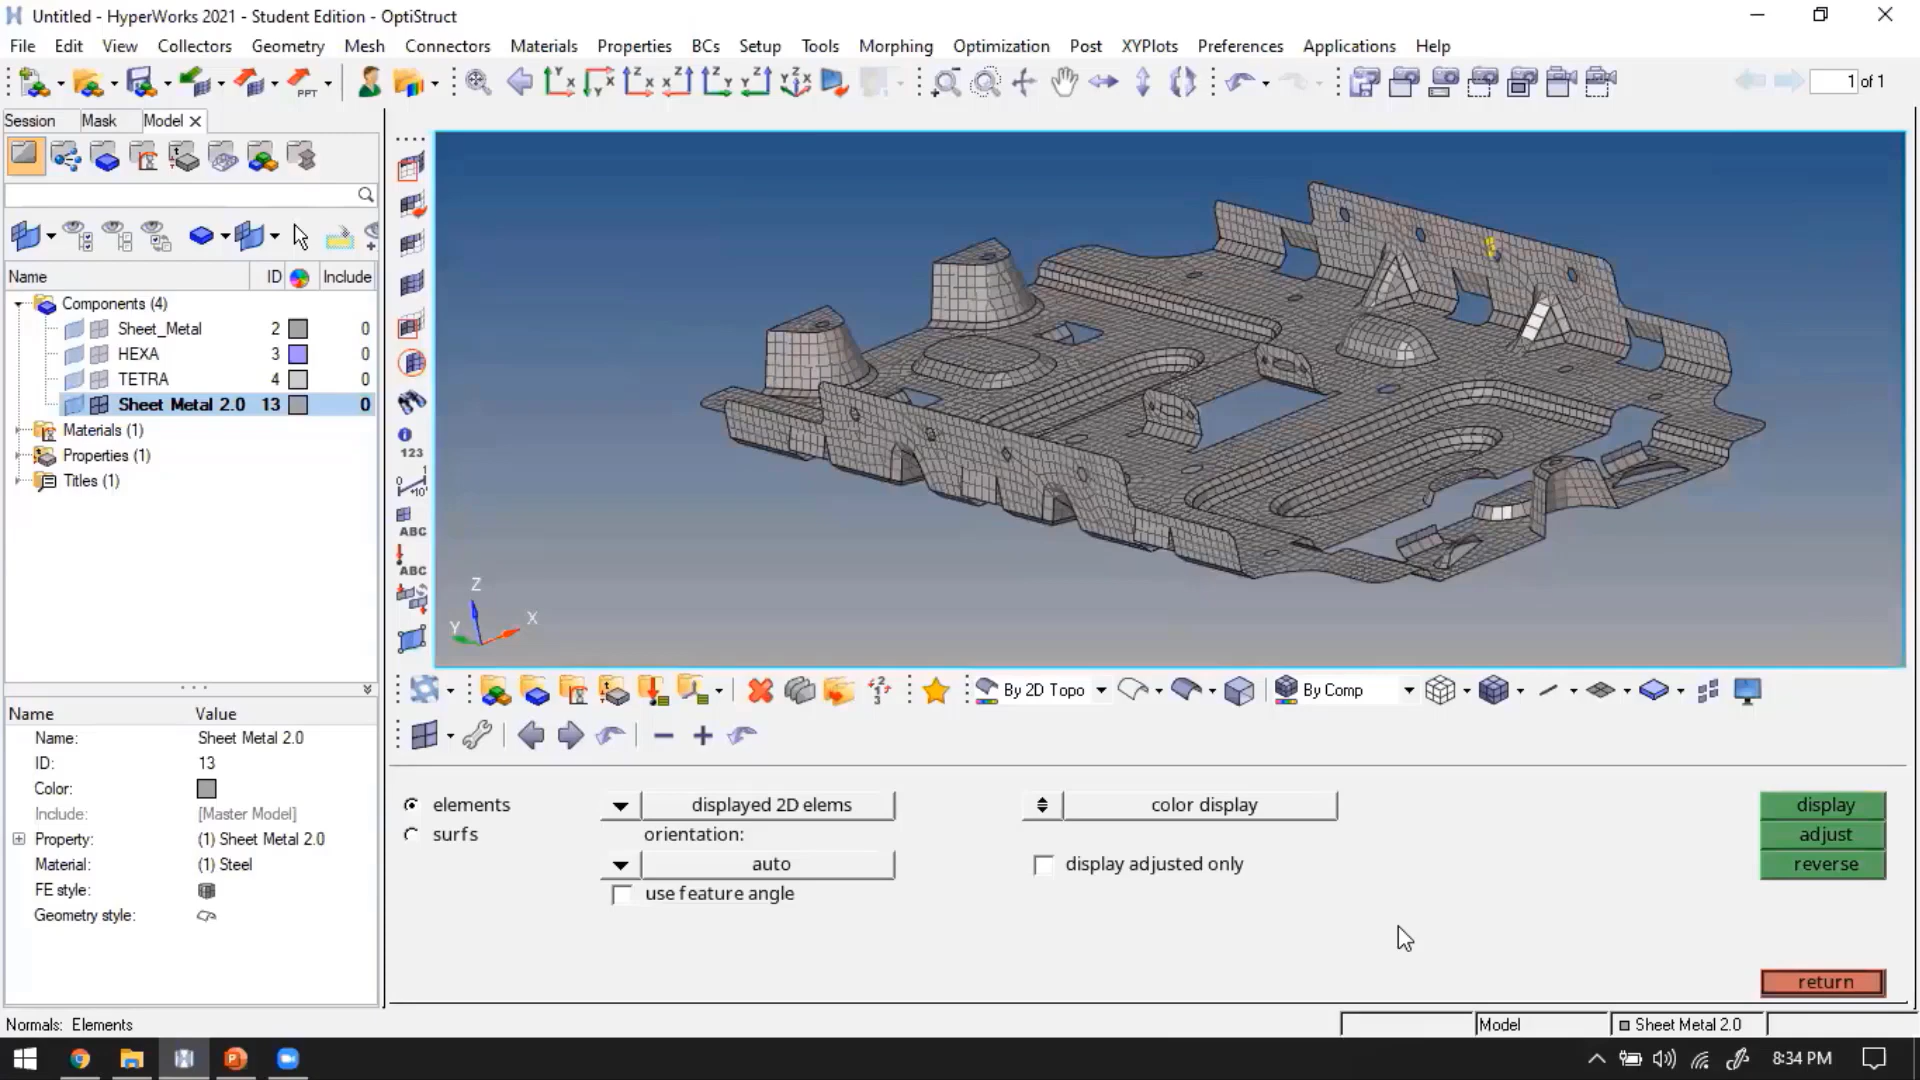 Untitled - HyperWorks 2021 - Student Edition - OptiStruct
File Edit View Collectors Geometry Mesh Connectors Materials Properties BCs Setup Tools Morphing Optimization Post XYPlots Preferences Applications Help
PPT
1 of 1
Session Mask Model
Name ID Include
Components (4)
Sheet_Metal 2 0
HEXA 3 0
TETRA 4 0
Sheet Metal 2.0 13 0
Materials (1)
Properties (1)
Titles (1)
123
ABC
ABC
Z
X
Y
By 2D Topo By Comp
Name Value
Name: Sheet Metal 2.0
ID: 13
Color:
Include: [Master Model]
Property: (1) Sheet Metal 2.0
Material: (1) Steel
FE style:
Geometry style:
elements displayed 2D elems color display display
surfs orientation: adjust
auto display adjusted only reverse
use feature angle
return
Normals: Elements Model Sheet Metal 2.0
8:34 PM